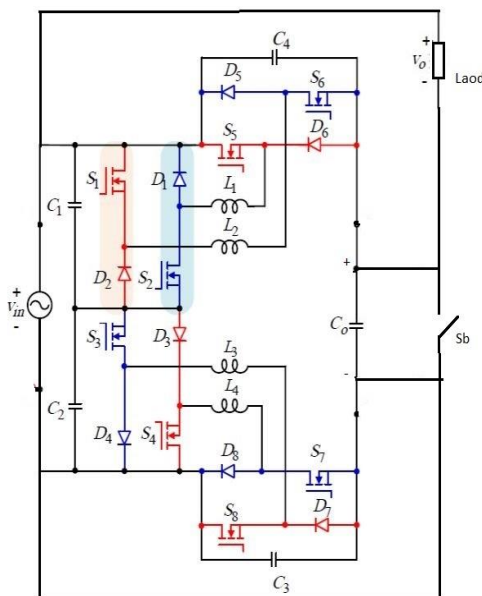 C4
D5
S6
+
Vo
-
Laod
S5
D6
S1
D1
L1
C1
L2
D2
S2
+
Vin
-
+
S3
D3
Co
Sb
L3
-
C2
L4
D4
S4
D8
S7
S8
D7
C3